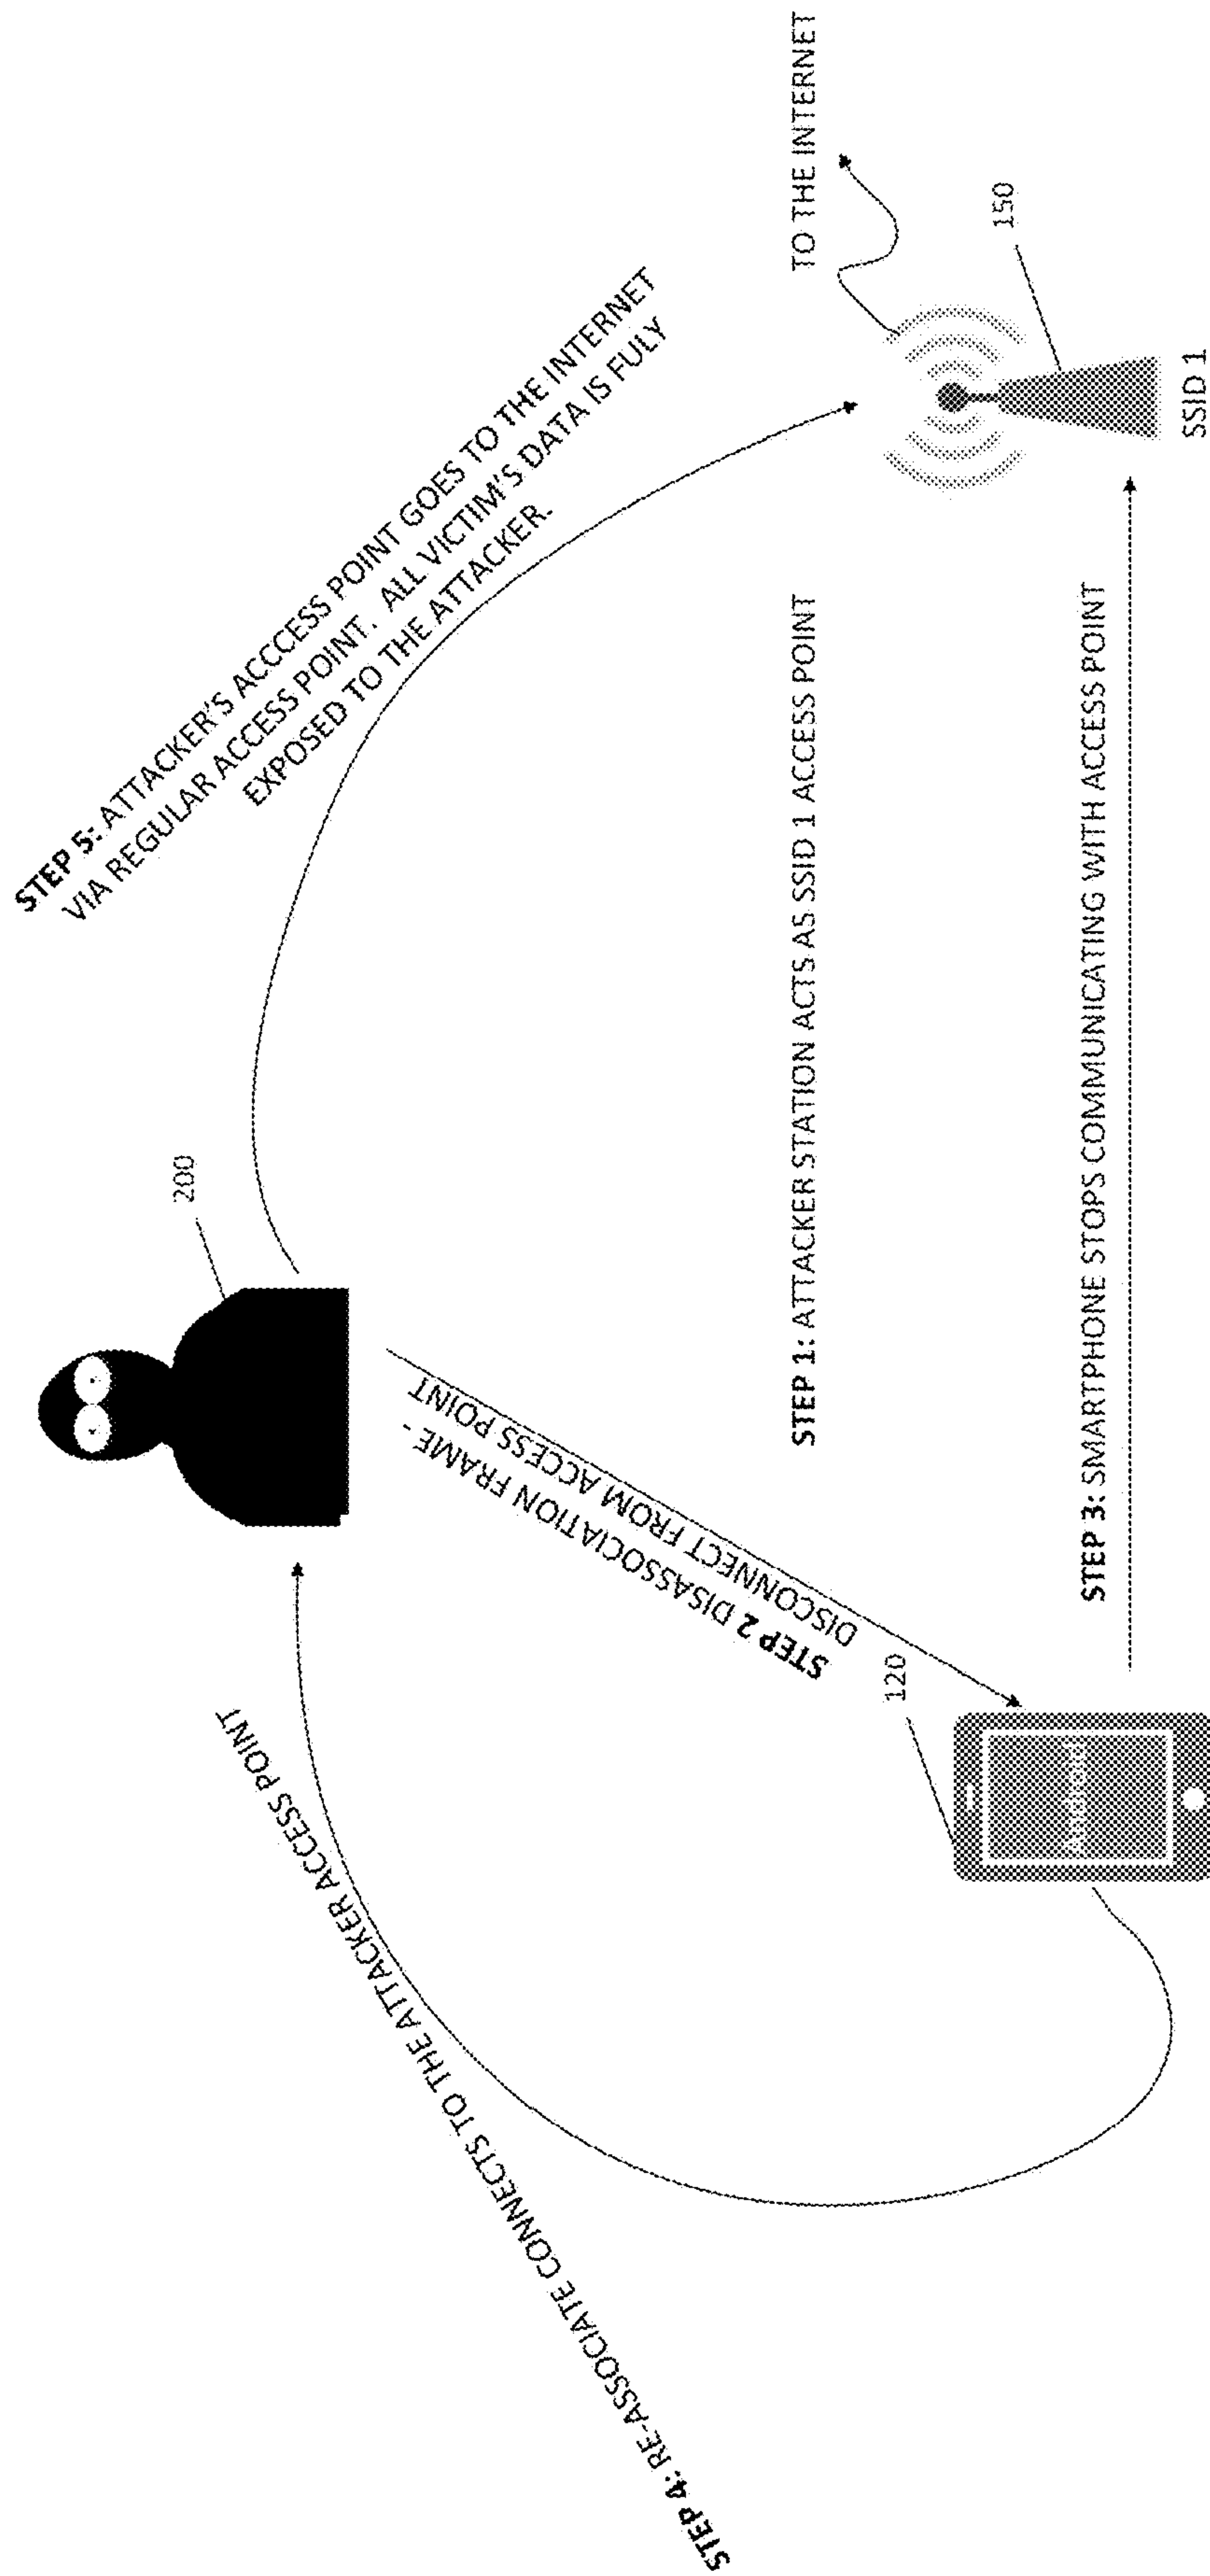 STEP 5: ATTACKER'S ACCCESS POINT GOES TO THE INTERNET
VIA REGULAR ACCESS POINT. ALL VICTIM'S DATA IS FULY
EXPOSED TO THE ATTACKER.
200
STEP 4: RE-ASSOCIATE CONNECTS TO THE ATTACKER ACCESS POINT
STEP 2 DISASSOCIATION FRAME -
DISCONNECT FROM ACCESS POINT
TO THE INTERNET
STEP 1: ATTACKER STATION ACTS AS SSID 1 ACCESS POINT
120
150
STEP 3: SMARTPHONE STOPS COMMUNICATING WITH ACCESS POINT
Android
SSID 1